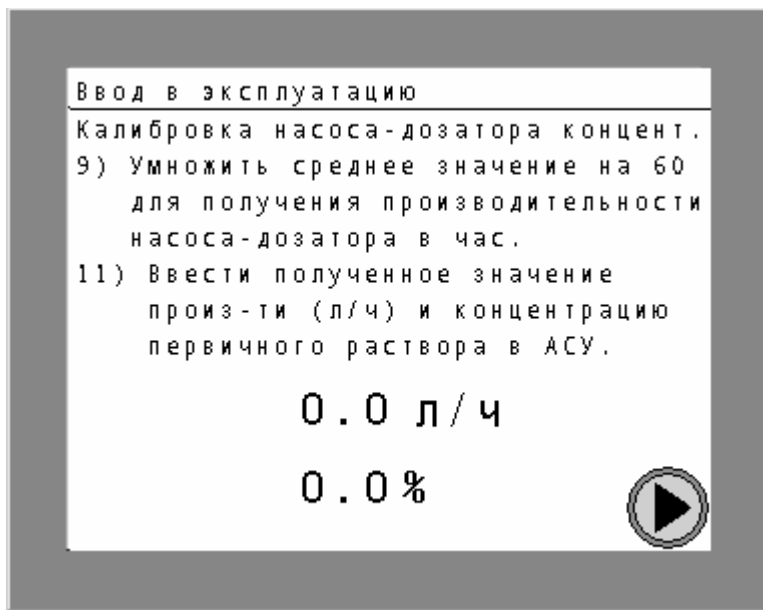 Ввод в эксплуатацию
Калибровка насоса-дозатора концент.
9) Умножить среднее значение на 60
для получения производительности
насоса-дозатора в час.
11) Ввести полученное значение
произ-ти (л/ч) и концентрацию
первичного раствора в АСУ.
0.0 л/ч
0.0%